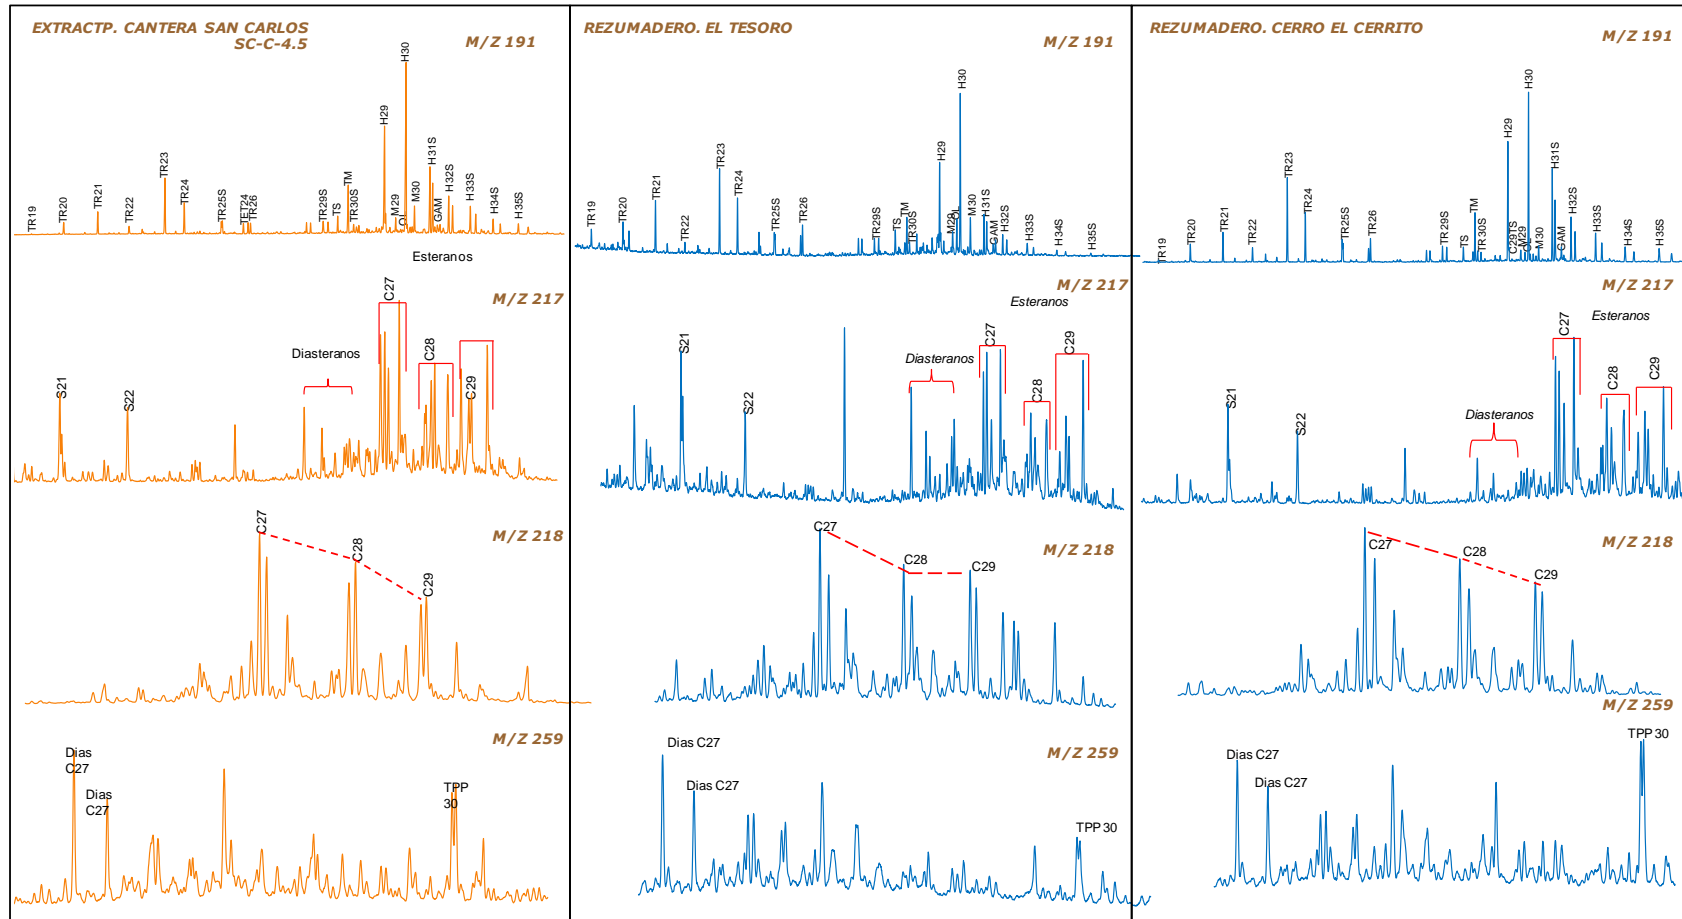 EXTRACTP. CANTERA SAN CARLOS
SC-C-4.5
M/Z 191
TR19
TR20
TR21
TR22
TR23
TR24
TR25S
TET24
TR26
TR29S
TS
TM
TR30S
H29
M29
OL
H30
M30
H31S
GAM
H32S
H33S
H34S
H35S
Esteranos
M/Z 217
S21
S22
Diasteranos
C27
C28
C29
M/Z 218
C27
C28
C29
M/Z 259
Dias
C27
Dias
C27
TPP
30
REZUMADERO. EL TESORO
M/Z 191
TR19
TR20
TR21
TR22
TR23
TR24
TR25S
TR26
TR29S
TS
TM
TR30S
H29
M29
OL
H30
M30
H31S
GAM
H32S
H33S
H34S
H35S
M/Z 217
Esteranos
S21
S22
Diasteranos
C27
C28
C29
M/Z 218
C27
C28
C29
M/Z 259
Dias C27
Dias C27
TPP 30
REZUMADERO. CERRO EL CERRITO
M/Z 191
TR19
TR20
TR21
TR22
TR23
TR24
TR25S
TR26
TR29S
TS
TM
TR30S
H29
C29TS
M29
OL
H30
M30
H31S
GAM
H32S
H33S
H34S
H35S
M/Z 217
Esteranos
S21
S22
Diasteranos
C27
C28
C29
M/Z 218
C27
C28
C29
M/Z 259
Dias C27
Dias C27
TPP 30